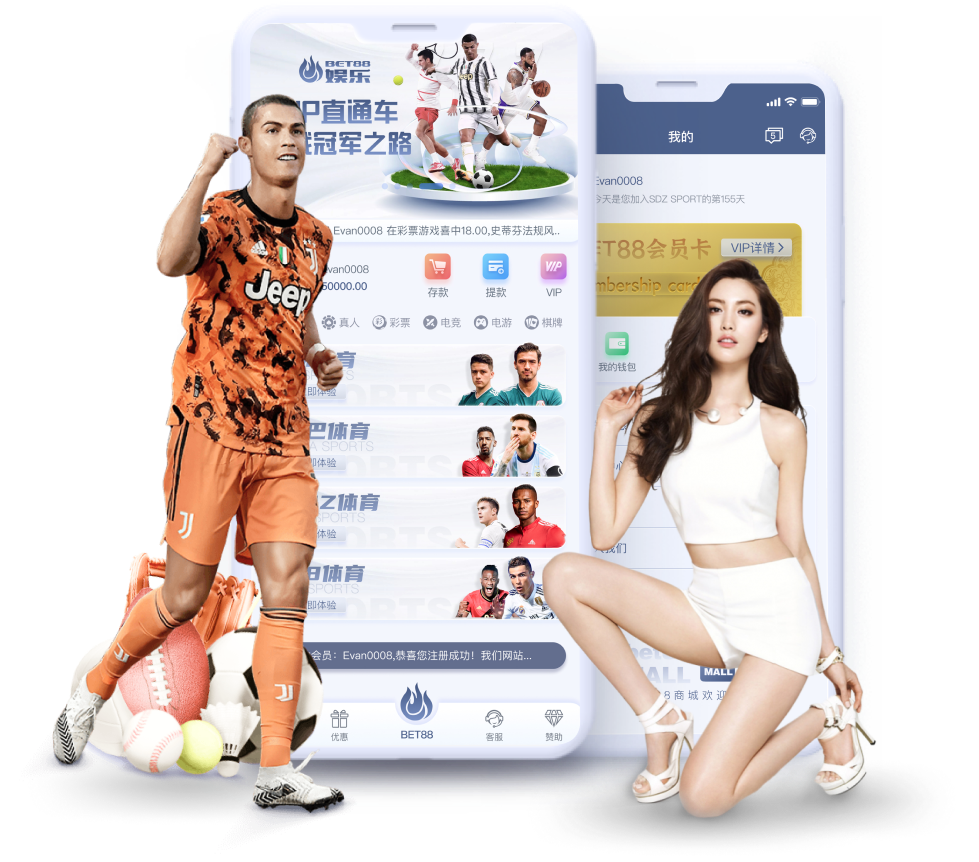 BET88
娱乐
IP直通车
冠军之路
Evan0008 在彩票游戏喜中18.00,史蒂芬法规风..
van0008
50000.00
存款
提款
VIP
VIP
真人
彩票
电竞
电游
棋牌
育
即体验
巴体育
A SPORTS
即体验
Z体育
SPORTS
即体验
体育
SPORTS
即体验
会员：Evan0008,恭喜您注册成功！我们网站...
优惠
BET88
客服
赞助
Jeep
我的
5
Evan0008
今天是您加入SDZ SPORT的第155天
ET88会员卡
VIP详情
mbership card
我的钱包
我们
MALL
MALL
8商城欢迎